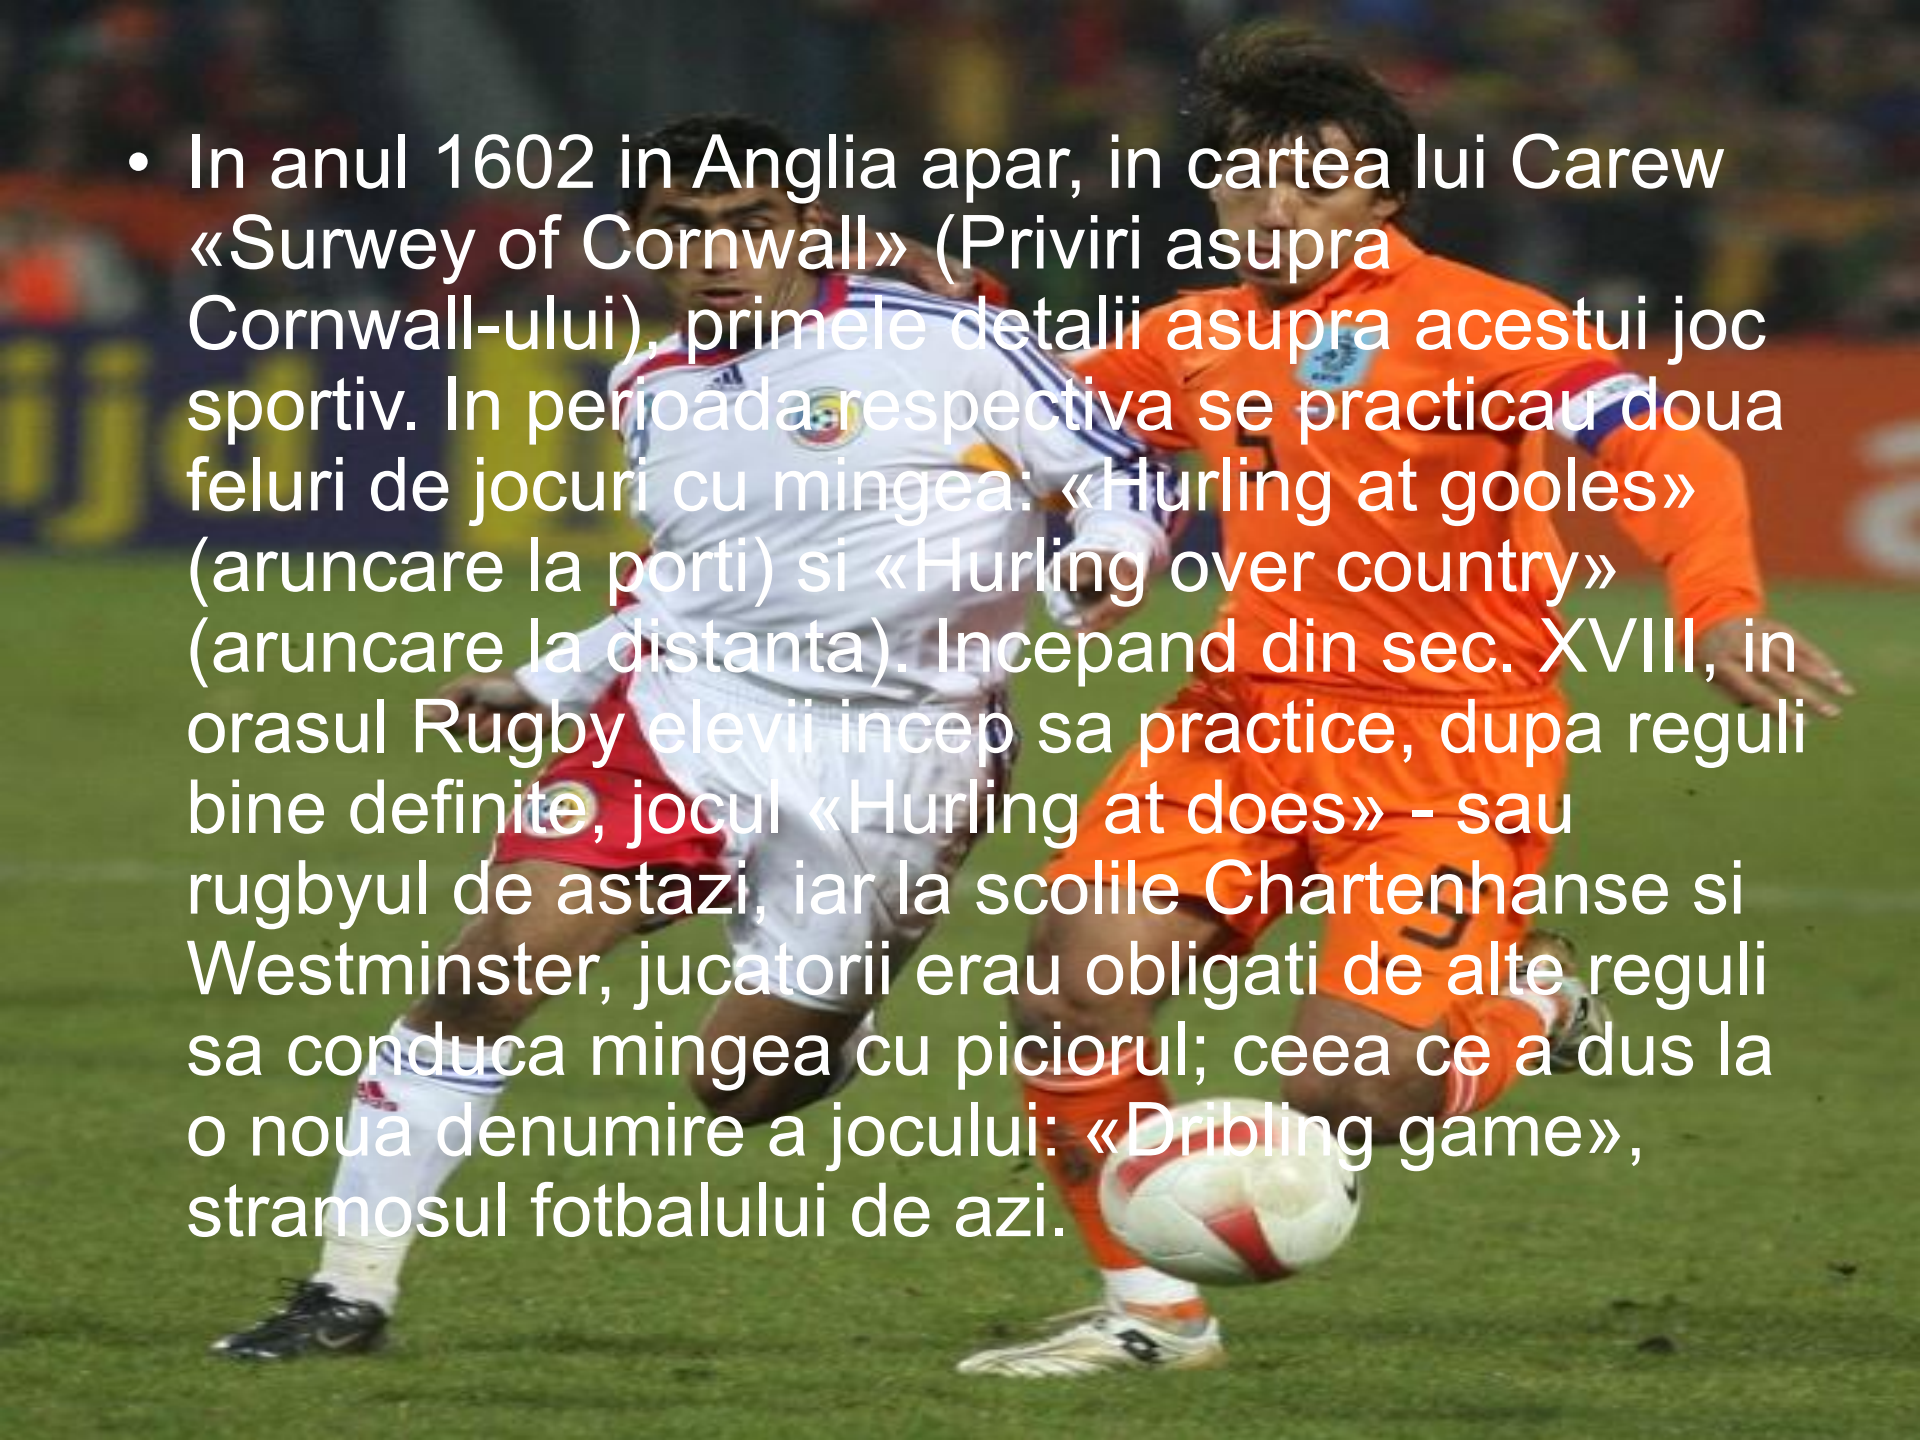 • In anul 1602 in Anglia apar, in cartea lui Carew
«Surwey of Cornwall» (Priviri asupra
Cornwall-ului), primele detalii asupra acestui joc
sportiv. In perioada respectiva se practicau doua
feluri de jocuri cu mingea: «Hurling at gooles»
(aruncare la porti) si «Hurling over country»
(aruncare la distanta). Incepand din sec. XVIII, in
orasul Rugby elevii incep sa practice, dupa reguli
bine definite, jocul «Hurling at does» - sau
rugbyul de astazi, iar la scolile Chartenhanse si
Westminster, jucatorii erau obligati de alte reguli
sa conduca mingea cu piciorul; ceea ce a dus la
o noua denumire a jocului: «Dribling game»,
stramosul fotbalului de azi.